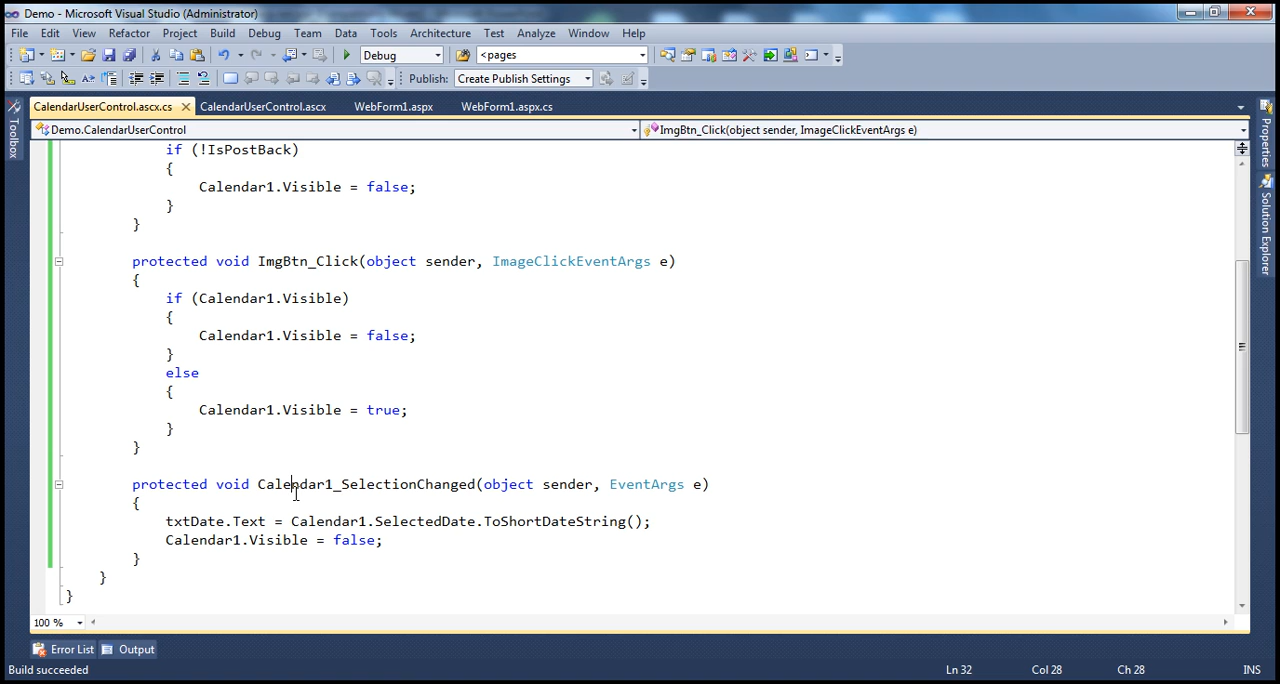 Demo - Microsoft Visual Studio (Administrator)
File Edit View Refactor Project Build Debug Team Data Tools Architecture Test Analyze Window Help
Debug <pages
Publish: Create Publish Settings
CalendarUserControl.ascx.cs CalendarUserControl.ascx WebForm1.aspx WebForm1.aspx.cs
Demo.CalendarUserControl ImgBtn_Click(object sender, ImageClickEventArgs e)
Toolbox
Properties
Solution Explorer
if (!IsPostBack)
{
Calendar1.Visible = false;
}
}
protected void ImgBtn_Click(object sender, ImageClickEventArgs e)
{
if (Calendar1.Visible)
{
Calendar1.Visible = false;
}
else
{
Calendar1.Visible = true;
}
}
protected void Calendar1_SelectionChanged(object sender, EventArgs e)
{
txtDate.Text = Calendar1.SelectedDate.ToShortDateString();
Calendar1.Visible = false;
}
}
}
100 %
Error List Output
Build succeeded Ln 32 Col 28 Ch 28 INS